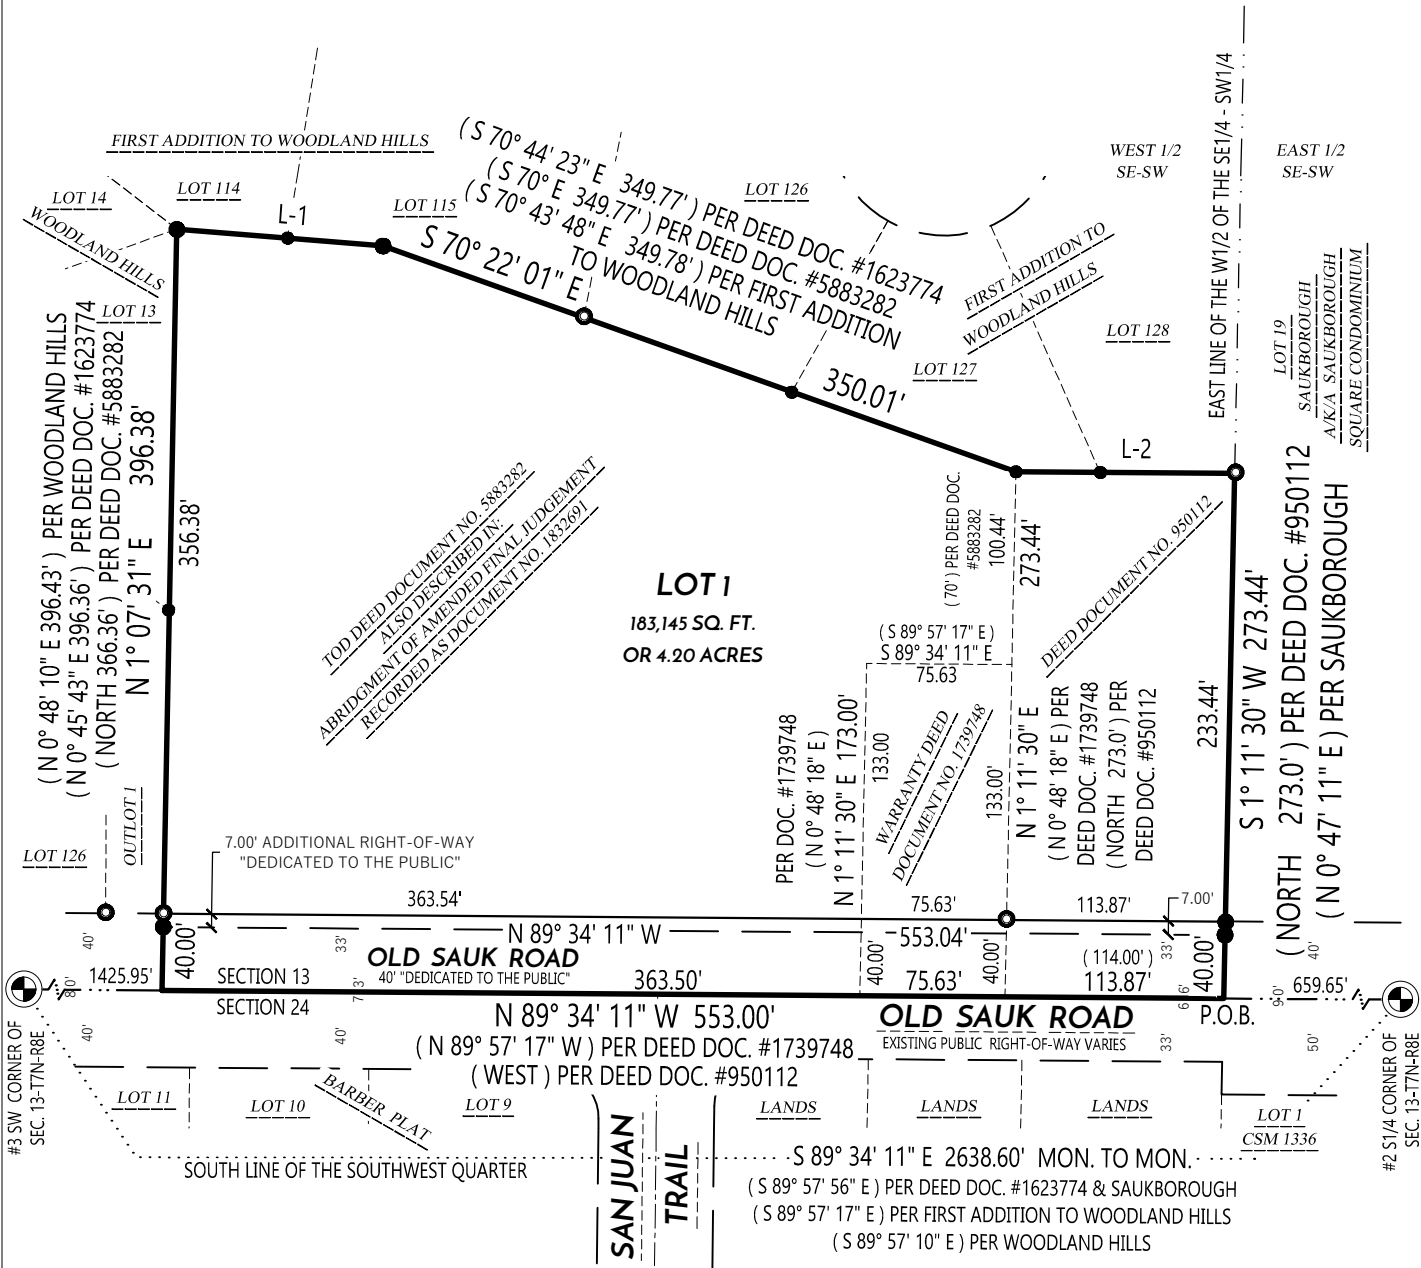 FIRST ADDITION TO WOODLAND HILLS
LOT 14
LOT 114
L-1
LOT 115
WOODLAND HILLS
LOT 13
( S 70° 44' 23" E 349.77' ) PER DEED DOC. #1623774
( S 70° E 349.77' ) PER DEED DOC. #5883282
( S 70° 43' 48" E 349.78' ) PER FIRST ADDITION
TO WOODLAND HILLS
S 70° 22' 01" E
350.01'
LOT 126
FIRST ADDITION TO
WOODLAND HILLS
LOT 127
LOT 128
L-2
WEST 1/2
SE-SW
EAST LINE OF THE W1/2 OF THE SE1/4 - SW1/4
EAST 1/2
SE-SW
LOT 19
SAUKBOROUGH
A/K/A SAUKBOROUGH
SQUARE CONDOMINIUM
( N 0° 48' 10" E 396.43' ) PER WOODLAND HILLS
( N 0° 45' 43" E 396.36' ) PER DEED DOC. #1623774
( NORTH 366.36' ) PER DEED DOC. #5883282
N 1° 07' 31" E 396.38'
356.38'
TOD DEED DOCUMENT NO. 5883282
ALSO DESCRIBED IN:
ABRIDGMENT OF AMENDED FINAL JUDGEMENT
RECORDED AS DOCUMENT NO. 1832691
LOT 1
183,145 SQ. FT.
OR 4.20 ACRES
( 70' ) PER DEED DOC.
#5883282
100.44'
273.44'
DEED DOCUMENT NO. 950112
( S 89° 57' 17" E )
S 89° 34' 11" E
75.63
PER DOC. #1739748
( N 0° 48' 18" E )
N 1° 11' 30" E 173.00'
133.00
WARRANTY DEED
DOCUMENT NO. 1739748
133.00'
N 1° 11' 30" E
( N 0° 48' 18" E ) PER
DEED DOC. #1739748
( NORTH 273.0' ) PER
DEED DOC. #950112
233.44'
S 1° 11' 30" W 273.44'
( NORTH 273.0' ) PER DEED DOC. #950112
( N 0° 47' 11" E ) PER SAUKBOROUGH
OUTLOT 1
LOT 126
7.00' ADDITIONAL RIGHT-OF-WAY
"DEDICATED TO THE PUBLIC"
363.54'
75.63'
113.87'
7.00'
40'
40.00'
33'
N 89° 34' 11" W
553.04'
40.00'
40.00'
( 114.00' )
33'
40.00'
40'
OLD SAUK ROAD
40' "DEDICATED TO THE PUBLIC"
1425.95'
80'
SECTION 13
73'
363.50'
75.63'
113.87'
659.65'
SECTION 24
66'
90'
P.O.B.
40'
40'
N 89° 34' 11" W 553.00'
OLD SAUK ROAD
EXISTING PUBLIC RIGHT-OF-WAY VARIES
33'
50'
( N 89° 57' 17" W ) PER DEED DOC. #1739748
( WEST ) PER DEED DOC. #950112
#3 SW CORNER OF
SEC. 13-T7N-R8E
#2 S1/4 CORNER OF
SEC. 13-T7N-R8E
LOT 11
LOT 10
BARBER PLAT
LOT 9
LANDS
LANDS
LANDS
LOT 1
CSM 1336
SAN JUAN
TRAIL
SOUTH LINE OF THE SOUTHWEST QUARTER
S 89° 34' 11" E 2638.60' MON. TO MON.
( S 89° 57' 56" E ) PER DEED DOC. #1623774 & SAUKBOROUGH
( S 89° 57' 17" E ) PER FIRST ADDITION TO WOODLAND HILLS
( S 89° 57' 10" E ) PER WOODLAND HILLS